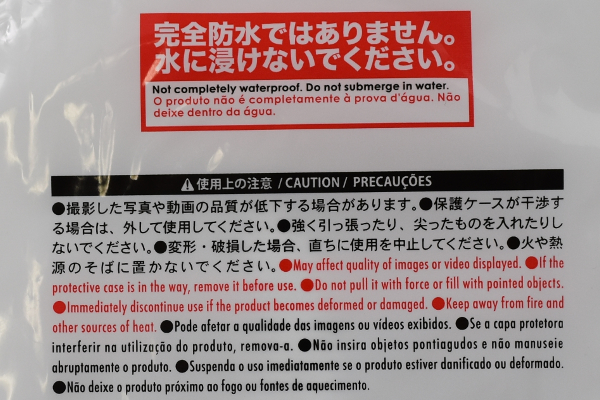 完全防水ではありません。
水に浸けないでください。
Not completely waterproof. Do not submerge in water.
O produto não é completamente à prova d'água. Não
deixe dentro da água.
⚠使用上の注意 / CAUTION / PRECAUÇÕES
●撮影した写真や動画の品質が低下する場合があります。●保護ケースが干渉す
る場合は、外して使用してください。●強く引っ張ったり、尖ったものを入れたりし
ないでください。●変形・破損した場合、直ちに使用を中止してください。●火や熱
源のそばに置かないでください。●May affect quality of images or video displayed. ●If the
protective case is in the way, remove it before use. ●Do not pull it with force or fill with pointed objects.
●Immediately discontinue use if the product becomes deformed or damaged. ●Keep away from fire and
other sources of heat. ●Pode afetar a qualidade das imagens ou vídeos exibidos. ●Se a capa protetora
interferir na utilização do produto, remova-a. ●Não insira objetos pontiagudos e não manuseie
abruptamente o produto. ●Suspenda o uso imediatamente se o produto estiver danificado ou deformado.
●Não deixe o produto próximo ao fogo ou fontes de aquecimento.